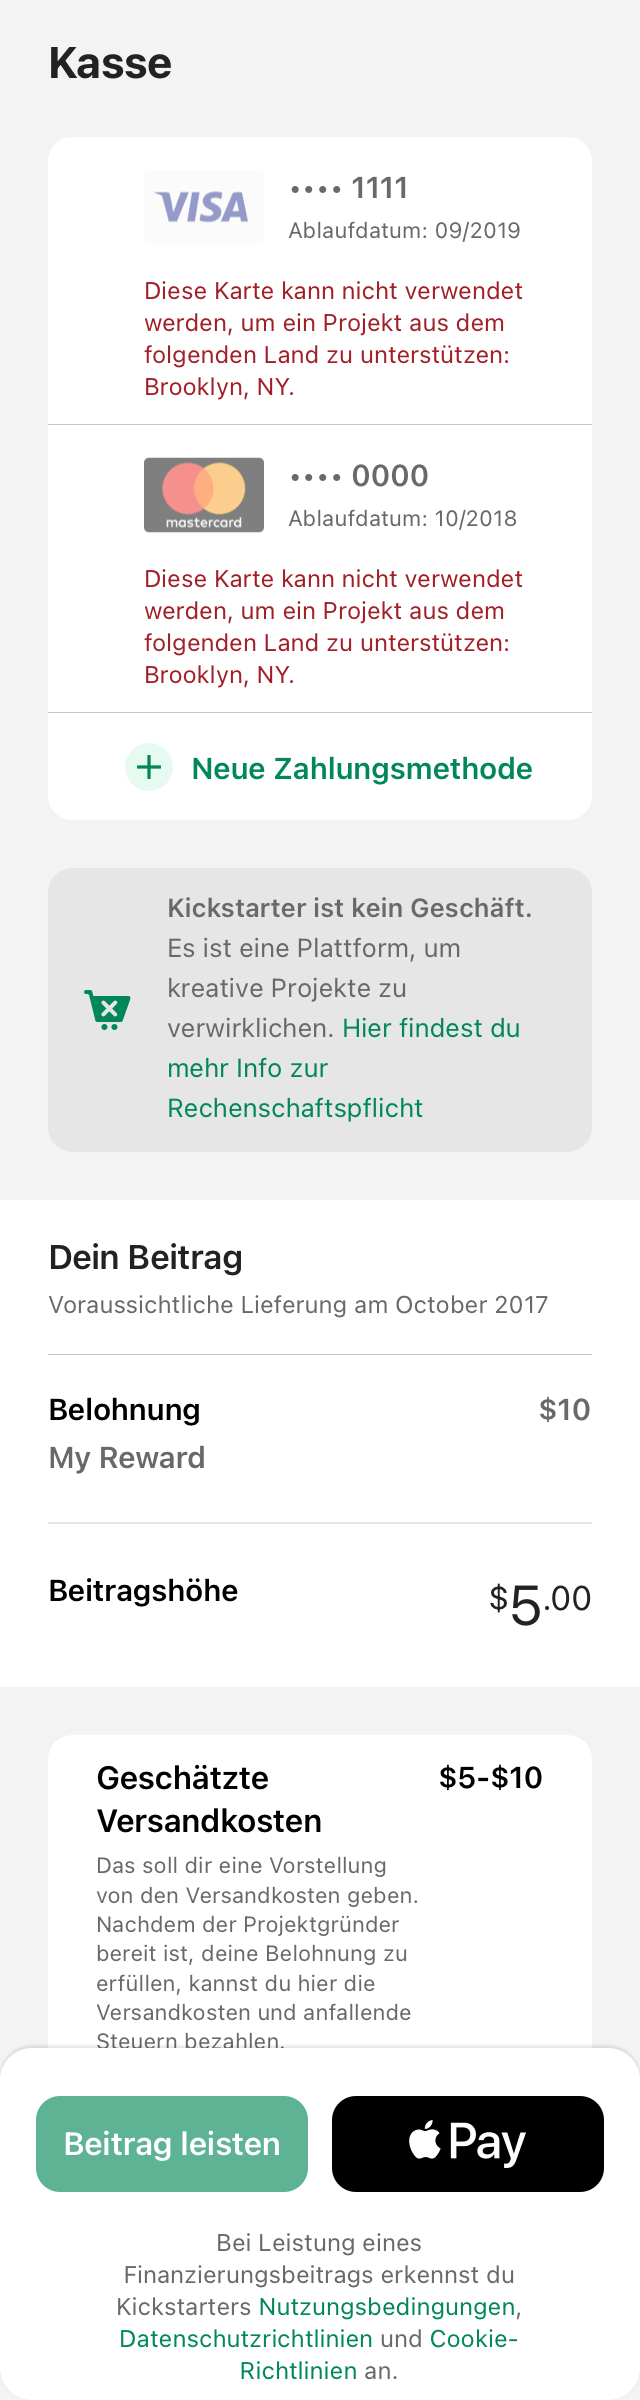 Kasse
VISA
•••• 1111
Ablaufdatum: 09/2019
Diese Karte kann nicht verwendet
werden, um ein Projekt aus dem
folgenden Land zu unterstützen:
Brooklyn, NY.
mastercard
•••• 0000
Ablaufdatum: 10/2018
Diese Karte kann nicht verwendet
werden, um ein Projekt aus dem
folgenden Land zu unterstützen:
Brooklyn, NY.
+ Neue Zahlungsmethode
Kickstarter ist kein Geschäft.
Es ist eine Plattform, um
kreative Projekte zu
verwirklichen. Hier findest du
mehr Info zur
Rechenschaftspflicht
Dein Beitrag
Voraussichtliche Lieferung am October 2017
Belohnung $10
My Reward
Beitragshöhe $5.00
Geschätzte $5-$10
Versandkosten
Das soll dir eine Vorstellung
von den Versandkosten geben.
Nachdem der Projektgründer
bereit ist, deine Belohnung zu
erfüllen, kannst du hier die
Versandkosten und anfallende
Steuern bezahlen.
Beitrag leisten
Pay
Bei Leistung eines
Finanzierungsbeitrags erkennst du
Kickstarters Nutzungsbedingungen,
Datenschutzrichtlinien und Cookie-
Richtlinien an.